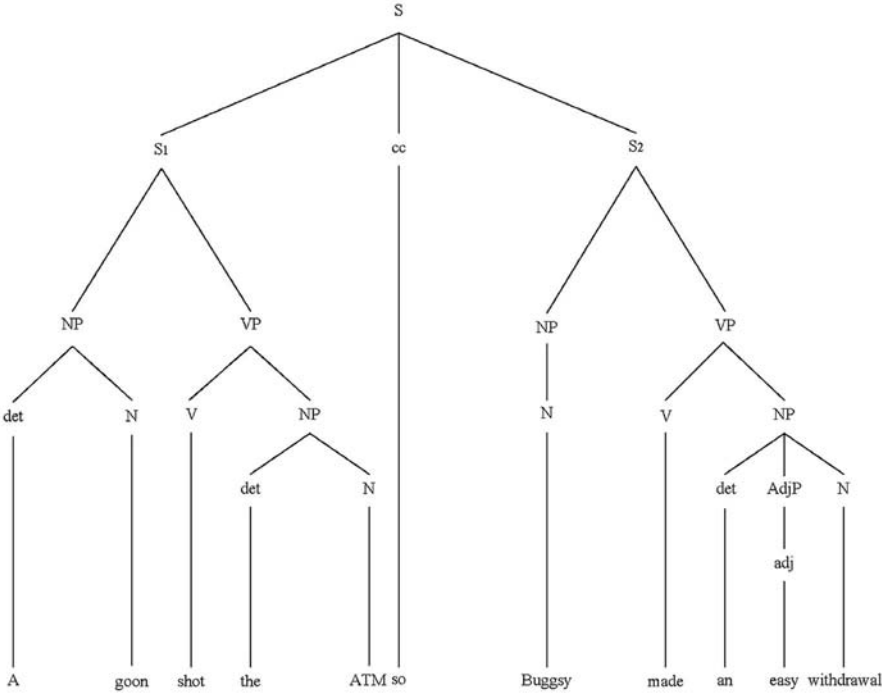 S
S1 cc S2
NP VP NP VP
det N V NP N V NP
det N det AdjP N
adj
A goon shot the ATM so Buggsy made an easy withdrawal